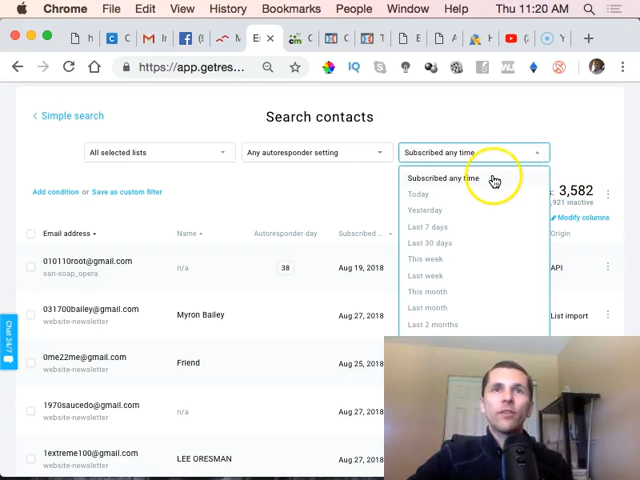 Chrome File Edit View History Bookmarks People Window Thu 11:20 AM
https://app.getres...
Simple search
Search contacts
All selected lists Any autoresponder setting Subscribed any time
Subscribed any time
Today
Yesterday
Last 7 days
Last 30 days
This week
Last week
This month
Last month
Last 2 months
Add condition or Save as custom filter
3,582
,921 inactive
Modify columns
Email address Name Autoresponder day Subscribed ... Origin
010110root@gmail.com
san-soap_opera
n/a 38 Aug 19, 2018 API
031700bailey@gmail.com
website-newsletter
Myron Bailey Aug 27, 2018 List import
0me22me@gmail.com
website-newsletter
Friend Aug 25, 2018
1970saucedo@gmail.com
website-newsletter
n/a Aug 27, 2018
1extreme100@gmail.com
website-newsletter
LEE ORESMAN Aug 27, 2018
Chat 24/7